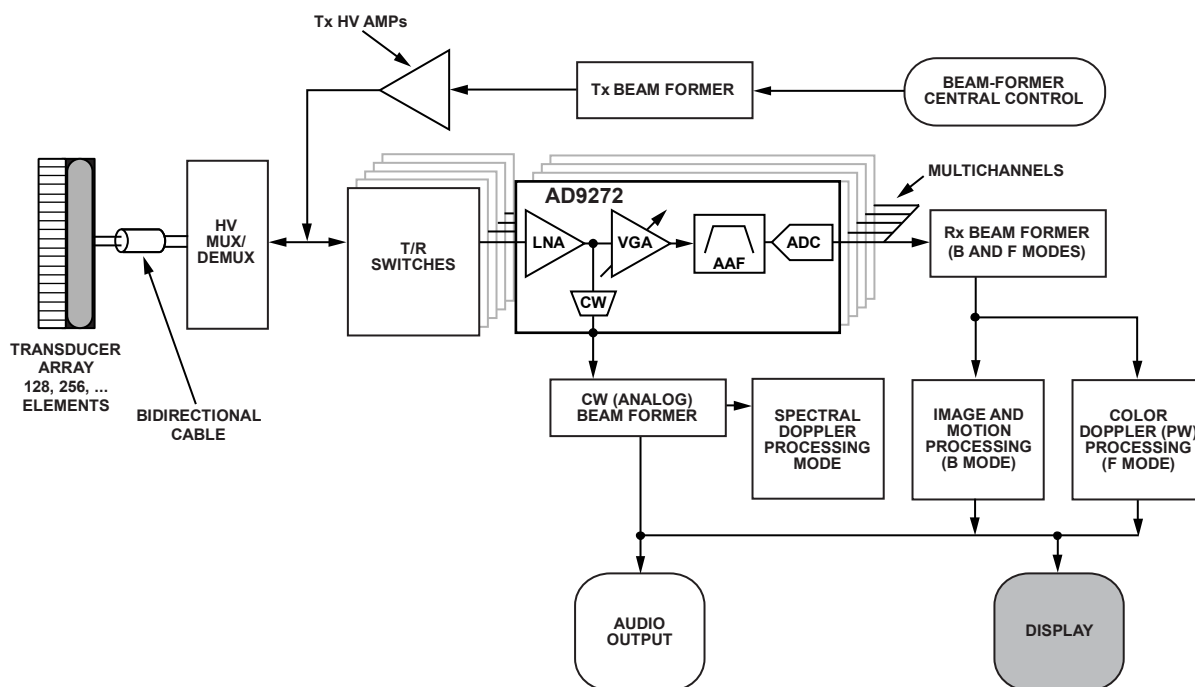 Tx HV AMPs
Tx BEAM FORMER
BEAM-FORMER
CENTRAL CONTROL
HV
MUX/
DEMUX
T/R
SWITCHES
AD9272
LNA
VGA
AAF
ADC
CW
MULTICHANNELS
Rx BEAM FORMER
(B AND F MODES)
TRANSDUCER
ARRAY
128, 256, ...
ELEMENTS
BIDIRECTIONAL
CABLE
CW (ANALOG)
BEAM FORMER
SPECTRAL
DOPPLER
PROCESSING
MODE
IMAGE AND
MOTION
PROCESSING
(B MODE)
COLOR
DOPPLER (PW)
PROCESSING
(F MODE)
AUDIO
OUTPUT
DISPLAY